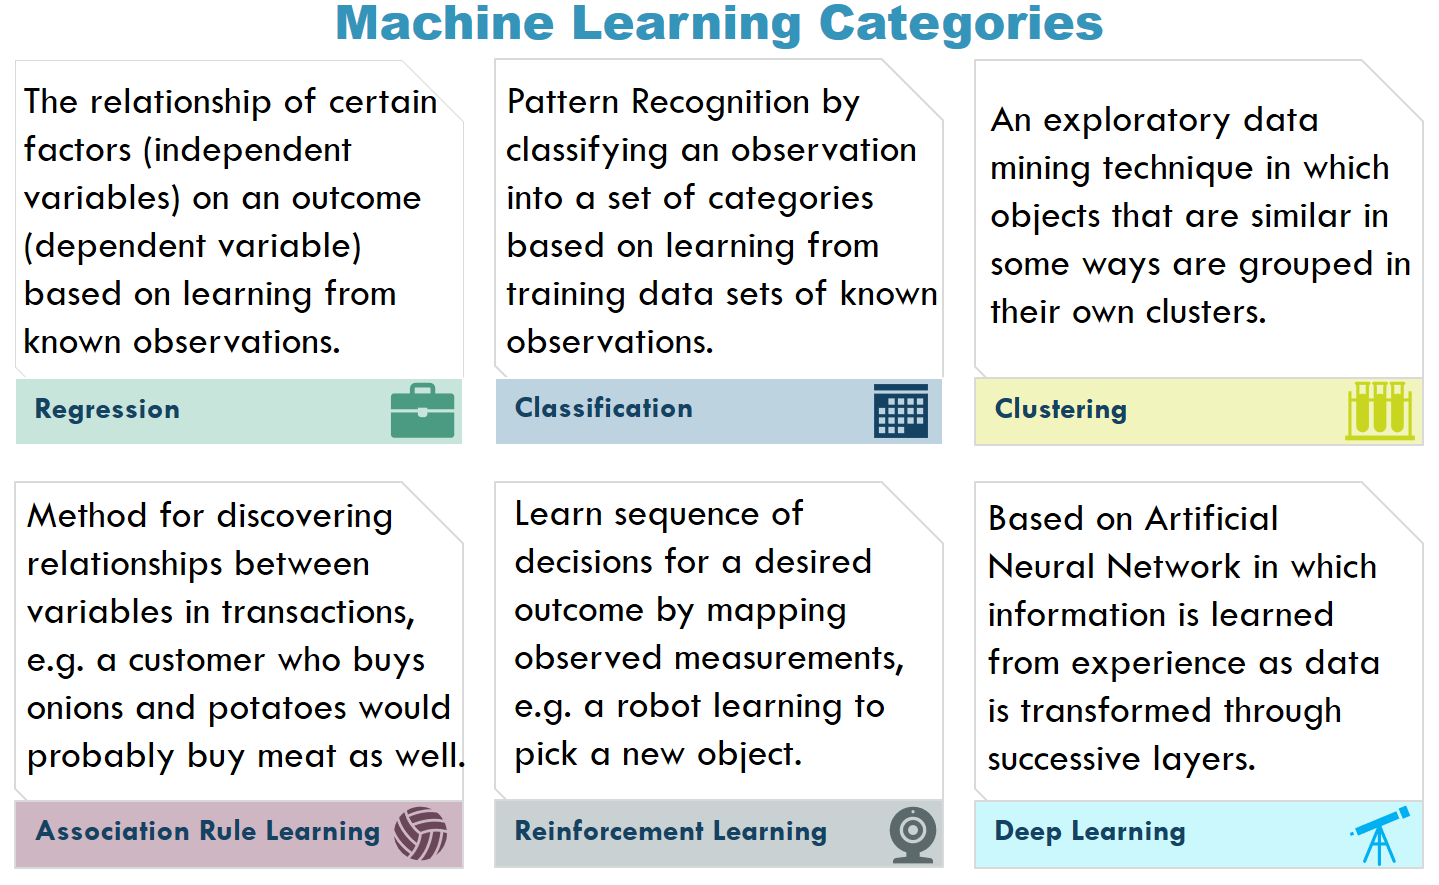 Machine Learning Categories
The relationship of certain
factors (independent
variables) on an outcome
(dependent variable)
based on learning from
known observations.
Regression
Pattern Recognition by
classifying an observation
into a set of categories
based on learning from
training data sets of known
observations.
Classification
An exploratory data
mining technique in which
objects that are similar in
some ways are grouped in
their own clusters.
Clustering
Method for discovering
relationships between
variables in transactions,
e.g. a customer who buys
onions and potatoes would
probably buy meat as well.
Association Rule Learning
Learn sequence of
decisions for a desired
outcome by mapping
observed measurements,
e.g. a robot learning to
pick a new object.
Reinforcement Learning
Based on Artificial
Neural Network in which
information is learned
from experience as data
is transformed through
successive layers.
Deep Learning